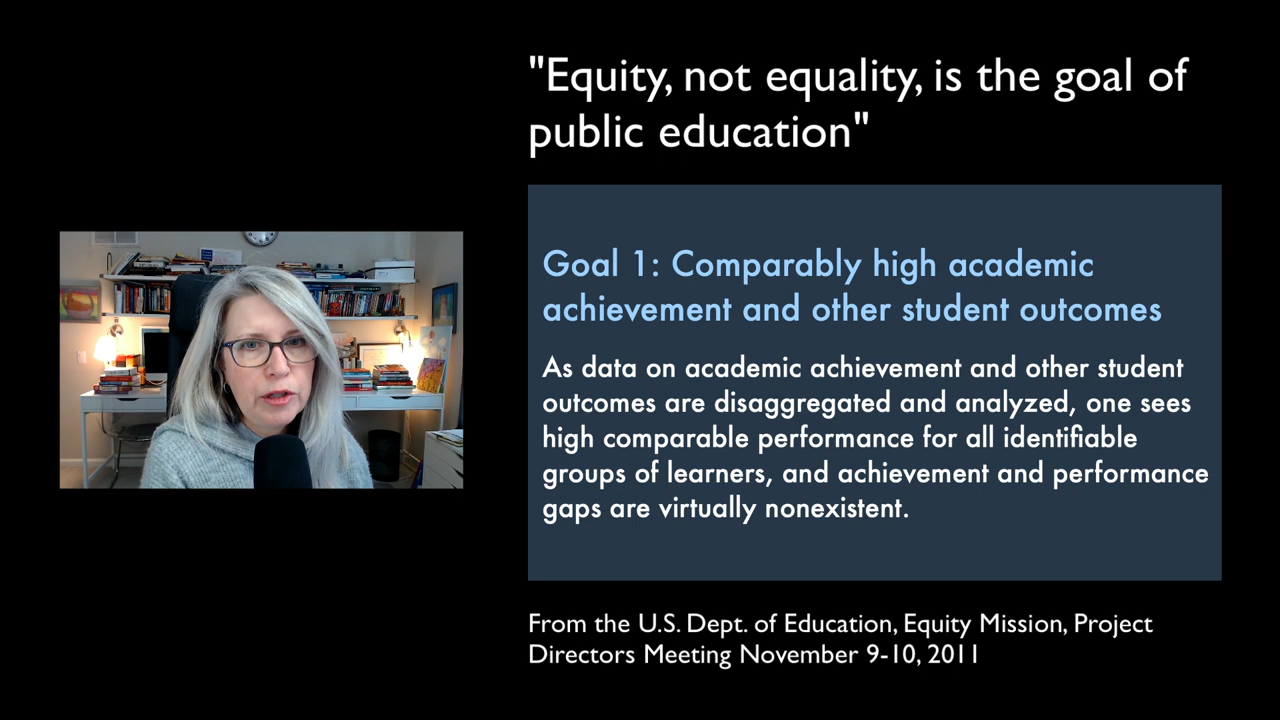 "Equity, not equality, is the goal of
public education"
Goal 1: Comparably high academic
achievement and other student outcomes
As data on academic achievement and other student
outcomes are disaggregated and analyzed, one sees
high comparable performance for all identifiable
groups of learners, and achievement and performance
gaps are virtually nonexistent.
From the U.S. Dept. of Education, Equity Mission, Project
Directors Meeting November 9-10, 2011